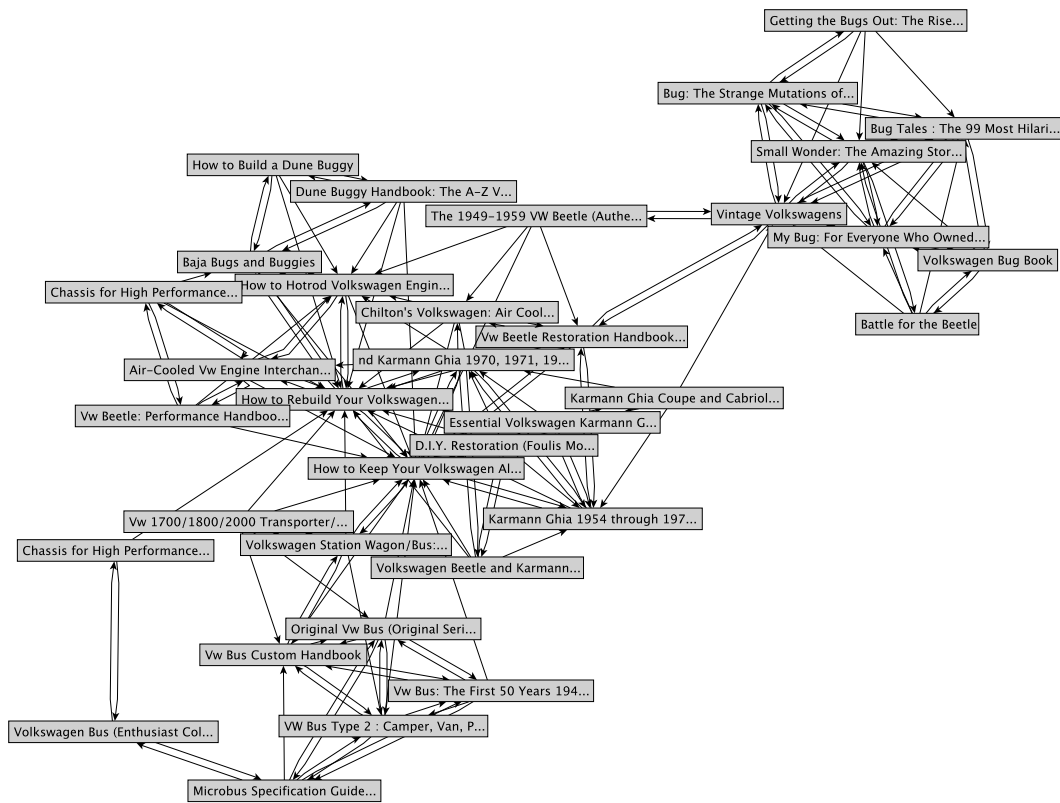 Getting the Bugs Out: The Rise...
Bug: The Strange Mutations of...
Bug Tales : The 99 Most Hilari...
Small Wonder: The Amazing Stor...
How to Build a Dune Buggy
Dune Buggy Handbook: The A-Z V...
The 1949-1959 VW Beetle (Authe...
Vintage Volkswagens
My Bug: For Everyone Who Owned...
Baja Bugs and Buggies
Volkswagen Bug Book
How to Hotrod Volkswagen Engin...
Chassis for High Performance...
Chilton's Volkswagen: Air Cool...
Battle for the Beetle
Vw Beetle Restoration Handbook...
nd Karmann Ghia 1970, 1971, 19...
Air-Cooled Vw Engine Interchan...
How to Rebuild Your Volkswagen...
Karmann Ghia Coupe and Cabriol...
Vw Beetle: Performance Handboo...
Essential Volkswagen Karmann G...
D.I.Y. Restoration (Foulis Mo...
How to Keep Your Volkswagen Al...
Vw 1700/1800/2000 Transporter/...
Karmann Ghia 1954 through 197...
Volkswagen Station Wagon/Bus:...
Chassis for High Performance...
Volkswagen Beetle and Karmann...
Original Vw Bus (Original Seri...
Vw Bus Custom Handbook
Vw Bus: The First 50 Years 194...
VW Bus Type 2 : Camper, Van, P...
Volkswagen Bus (Enthusiast Col...
Microbus Specification Guide...